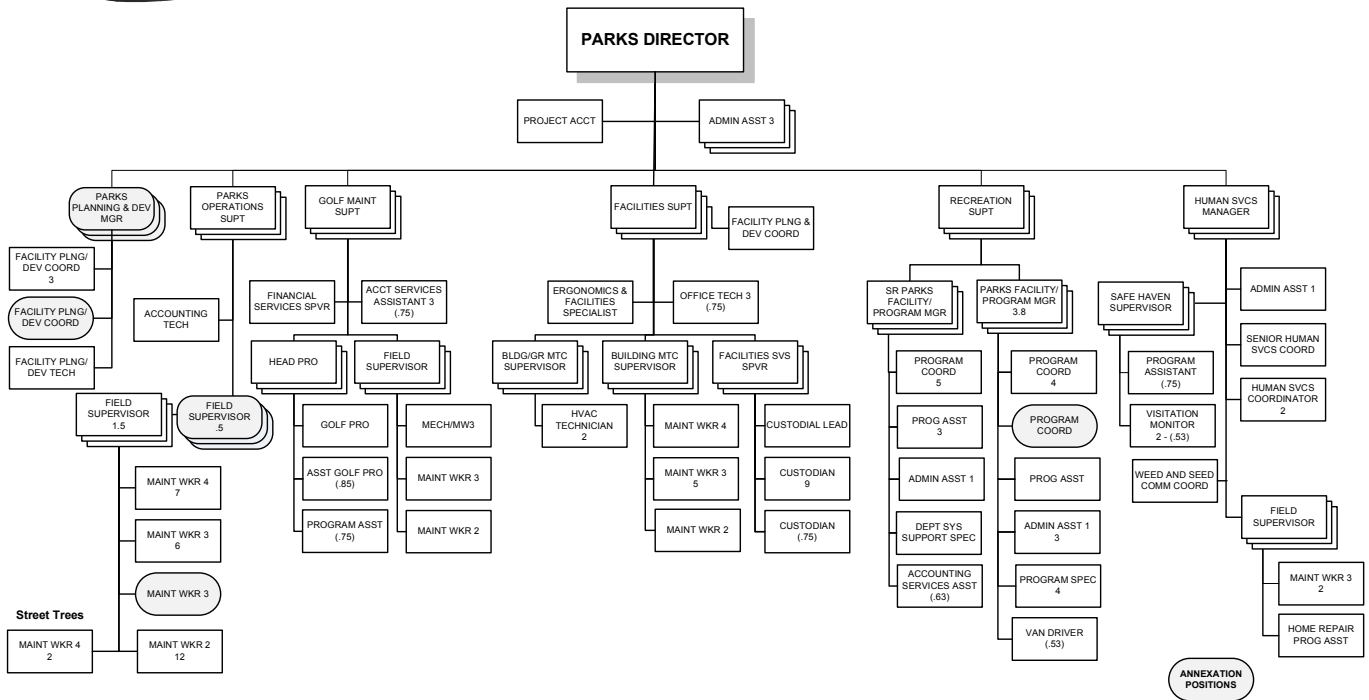 PARKS DIRECTOR
PROJECT ACCT
ADMIN ASST 3
PARKS
PLANNING & DEV
MGR
PARKS
OPERATIONS
SUPT
GOLF MAINT
SUPT
FACILITIES SUPT
FACILITY PLNG &
DEV COORD
RECREATION
SUPT
HUMAN SVCS
MANAGER
FACILITY PLNG/
DEV COORD
3
FACILITY PLNG/
DEV COORD
FACILITY PLNG/
DEV TECH
ACCOUNTING
TECH
FIELD
SUPERVISOR
1.5
FIELD
SUPERVISOR
.5
MAINT WKR 4
7
MAINT WKR 3
6
MAINT WKR 3
Street Trees
MAINT WKR 4
2
MAINT WKR 2
12
FINANCIAL
SERVICES SPVR
ACCT SERVICES
ASSISTANT 3
(.75)
HEAD PRO
FIELD
SUPERVISOR
GOLF PRO
ASST GOLF PRO
(.85)
PROGRAM ASST
(.75)
MECH/MW3
MAINT WKR 3
MAINT WKR 2
ERGONOMICS &
FACILITIES
SPECIALIST
OFFICE TECH 3
(.75)
BLDG/GR MTC
SUPERVISOR
BUILDING MTC
SUPERVISOR
FACILITIES SVS
SPVR
HVAC
TECHNICIAN
2
MAINT WKR 4
MAINT WKR 3
5
MAINT WKR 2
CUSTODIAL LEAD
CUSTODIAN
9
CUSTODIAN
(.75)
SR PARKS
FACILITY/
PROGRAM MGR
PARKS FACILITY/
PROGRAM MGR
3.8
PROGRAM
COORD
5
PROG ASST
3
ADMIN ASST 1
DEPT SYS
SUPPORT SPEC
ACCOUNTING
SERVICES ASST
(.63)
PROGRAM
COORD
4
PROGRAM
COORD
PROG ASST
ADMIN ASST 1
3
PROGRAM SPEC
4
VAN DRIVER
(.53)
SAFE HAVEN
SUPERVISOR
PROGRAM
ASSISTANT
(.75)
VISITATION
MONITOR
2 - (.53)
WEED AND SEED
COMM COORD
ADMIN ASST 1
SENIOR HUMAN
SVCS COORD
HUMAN SVCS
COORDINATOR
2
FIELD
SUPERVISOR
MAINT WKR 3
2
HOME REPAIR
PROG ASST
ANNEXATION
POSITIONS